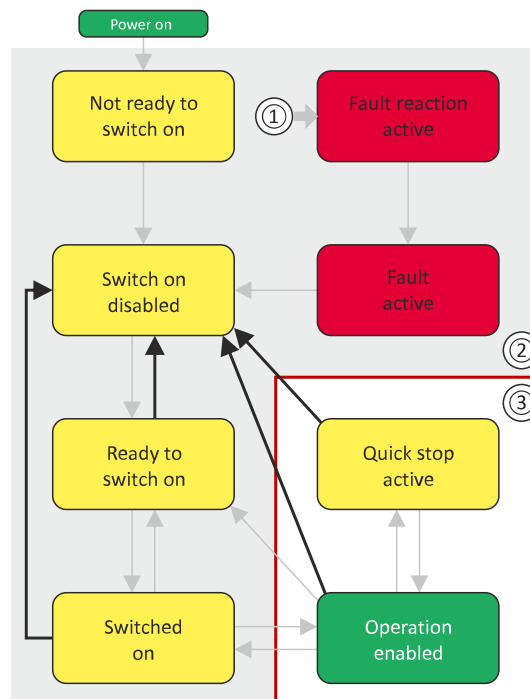 Power on
Not ready to
switch on
①
Fault reaction
active
Switch on
disabled
Fault
active
②
③
Ready to
switch on
Quick stop
active
Switched
on
Operation
enabled